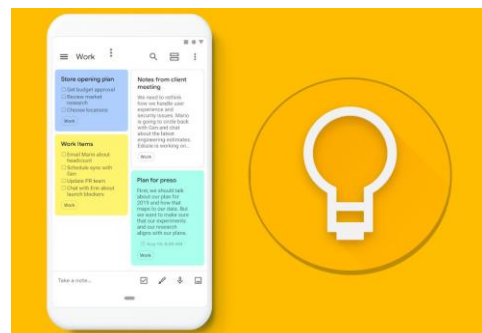 Work
Store opening plan
Get budget approval
Review market
research
Choose locations
Work
Notes from client
meeting
We need to rethink
how we handle user
experience and
security issues. Mario
is going to circle back
with Gen and chat
about the latest
engineering estimates.
is working on...
Work
Work items
Email Mario about
headcount
Schedule sync with
Gen
Update PR team
Chat with Kim about
launch blockers
Work
Plan for press
First, we should talk
about our plan for
2019 and how that
maps to our data. But
we want to make sure
that our experiments
and our research
aligns with our plans.
Work
Take a note...